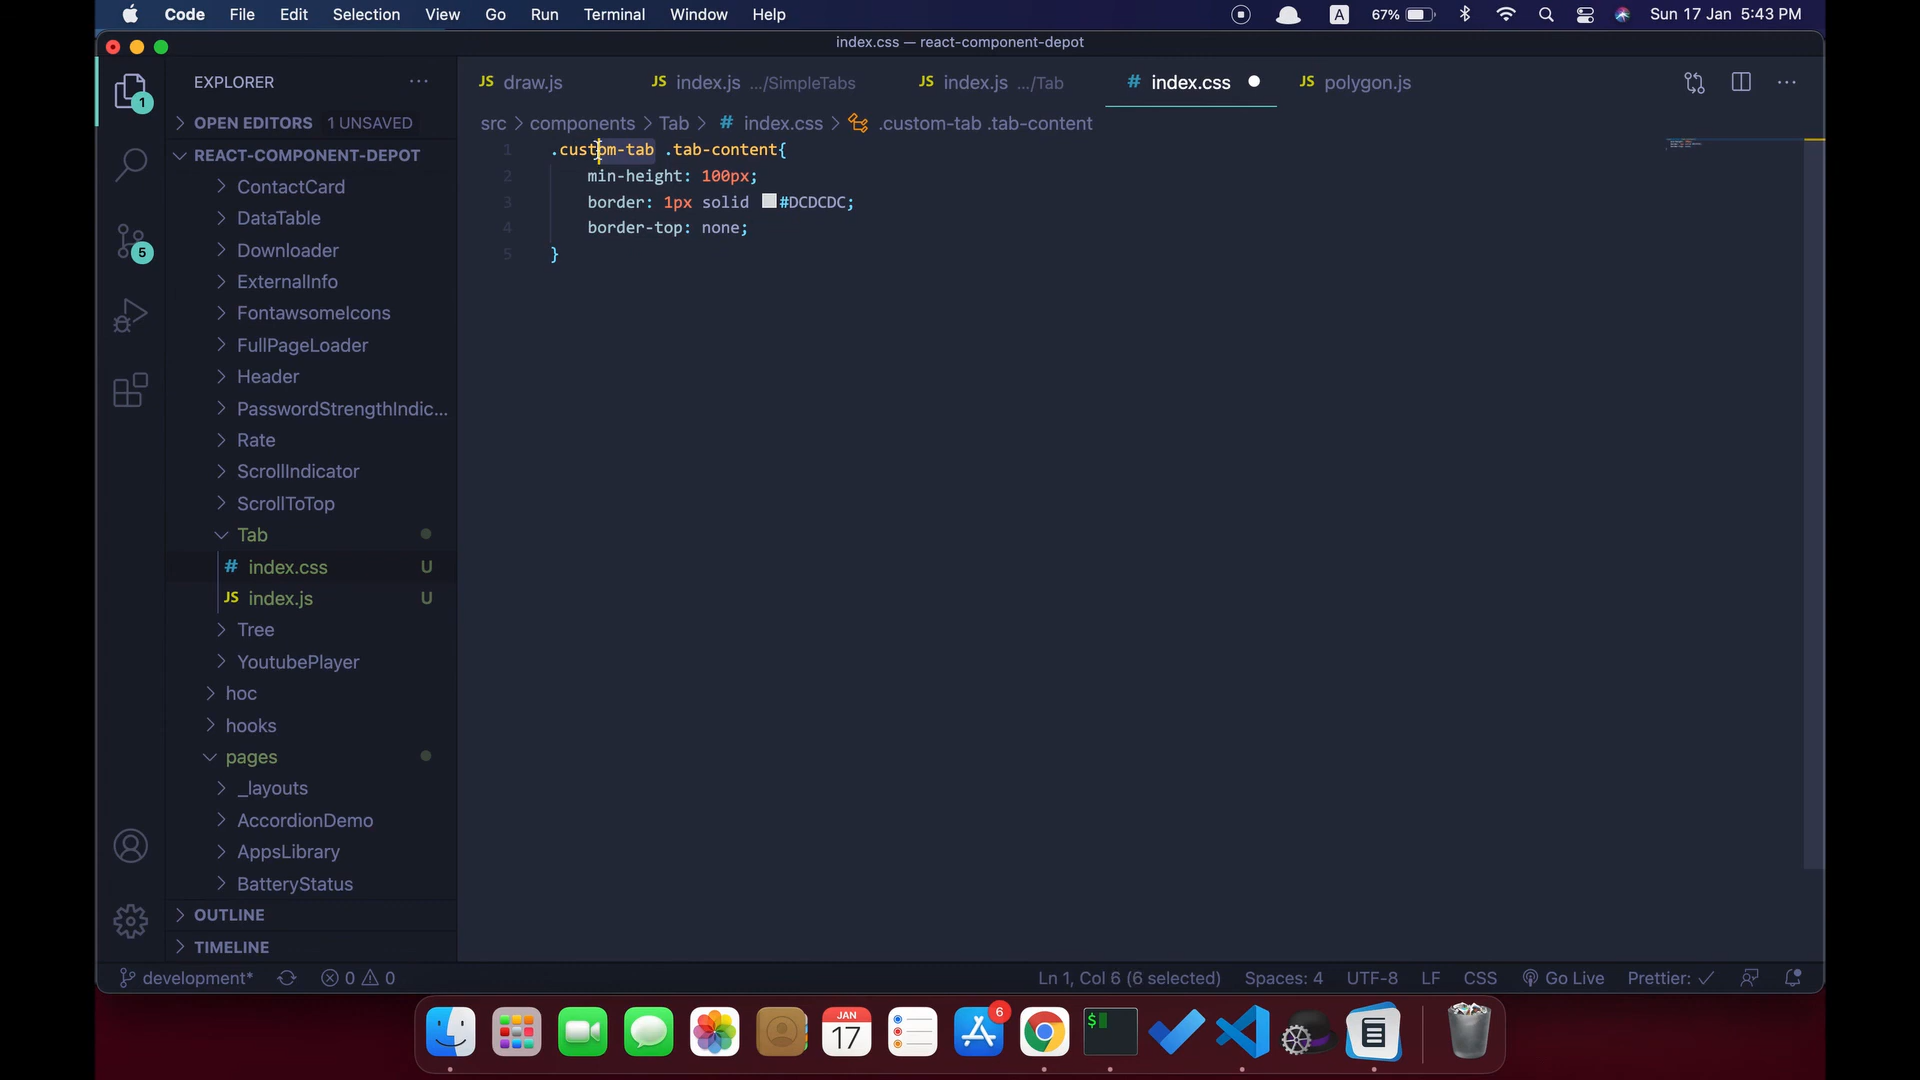 Code File Edit Selection View Go Run Terminal Window Help A 67% Sun 17 Jan 5:43 PM
index.css — react-component-depot
EXPLORER ···
JS draw.js JS index.js .../SimpleTabs JS index.js .../Tab # index.css JS polygon.js ···
1
OPEN EDITORS 1 UNSAVED
src > components > Tab > # index.css > .custom-tab .tab-content
REACT-COMPONENT-DEPOT
1 .custom-tab .tab-content{
2 min-height: 100px;
3 border: 1px solid #DCDCDC;
4 border-top: none;
5 }
ContactCard
DataTable
Downloader
5
ExternalInfo
FontawsomeIcons
FullPageLoader
Header
PasswordStrengthIndic...
Rate
ScrollIndicator
ScrollToTop
Tab
# index.css U
JS index.js U
Tree
YoutubePlayer
hoc
hooks
pages
_layouts
AccordionDemo
AppsLibrary
BatteryStatus
OUTLINE
TIMELINE
development* 0 0 Ln 1, Col 6 (6 selected) Spaces: 4 UTF-8 LF CSS Go Live Prettier: ✓
JAN
17
6
$